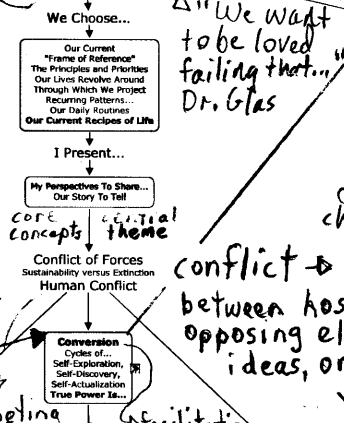 We Choose...
Our Current
"Frame of Reference"
The Principles and Priorities
Our Lives Revolve Around
Through Which We Project
Recurring Patterns...
Our Daily Routines
Our Current Recipes of Life
I Present...
My Perspectives To Share...
Our Story To Tell
core central
concepts theme
Conflict of Forces
Sustainability versus Extinction
Human Conflict
Conversion
Cycles of...
Self-Exploration,
Self-Discovery,
Self-Actualization
True Power Is...
"We want
to be loved
failing that...
Dr. Glas
conflict →
between hos
opposing el
ideas, or